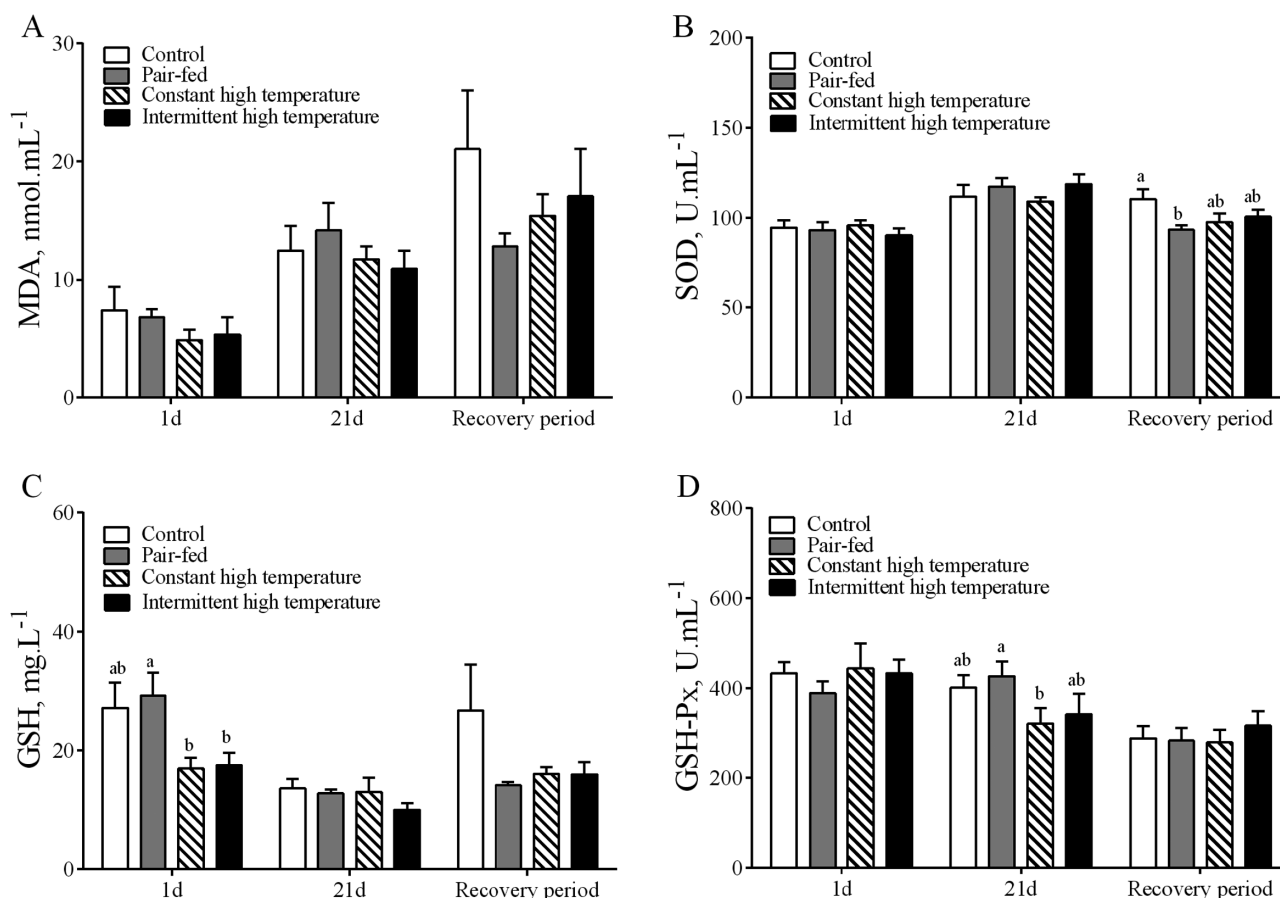 A
MDA, nmol.mL-1
30
20
10
0
Control
Pair-fed
Constant high temperature
Intermittent high temperature
1d
21d
Recovery period
B
SOD, U.mL-1
200
150
100
50
0
Control
Pair-fed
Constant high temperature
Intermittent high temperature
a
b
ab
ab
1d
21d
Recovery period
C
GSH, mg.L-1
60
40
20
0
Control
Pair-fed
Constant high temperature
Intermittent high temperature
ab
a
b
b
1d
21d
Recovery period
D
GSH-Px, U.mL-1
800
600
400
200
0
Control
Pair-fed
Constant high temperature
Intermittent high temperature
ab
a
b
ab
1d
21d
Recovery period